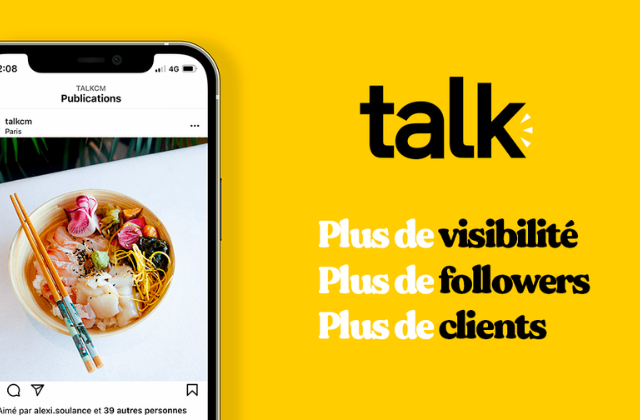 2:08
4G
TALKCM
Publications
talkcm
Paris
Aimé par alexi.soulance et 39 autres personnes
talk
Plus de visibilité
Plus de followers
Plus de clients